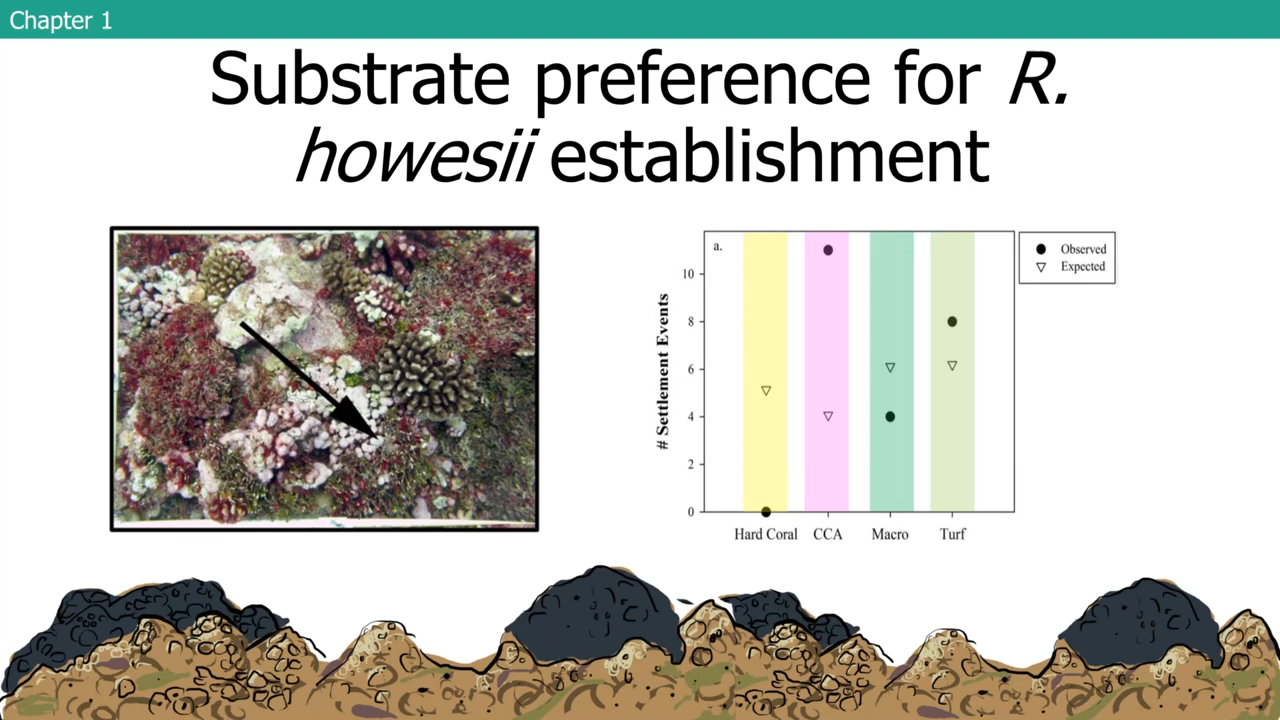 Chapter 1
Substrate preference for R.
howesii establishment
a.
Observed
Expected
# Settlement Events
10
8
6
4
2
0
Hard Coral CCA Macro Turf